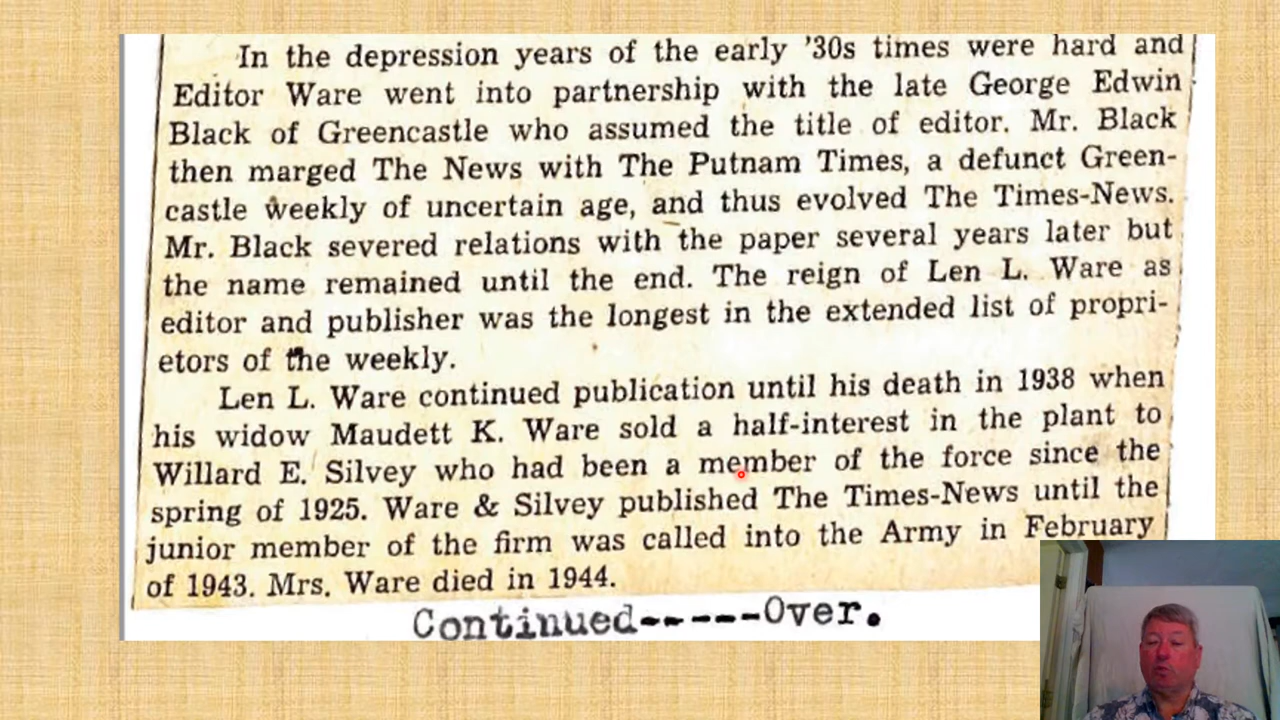 In the depression years of the early '30s times were hard and
Editor Ware went into partnership with the late George Edwin
Black of Greencastle who assumed the title of editor. Mr. Black
then marged The News with The Putnam Times, a defunct Green-
castle weekly of uncertain age, and thus evolved The Times-News.
Mr. Black severed relations with the paper several years later but
the name remained until the end. The reign of Len L. Ware as
editor and publisher was the longest in the extended list of propri-
etors of the weekly.
Len L. Ware continued publication until his death in 1938 when
his widow Maudett K. Ware sold a half-interest in the plant to
Willard E. Silvey who had been a member of the force since the
spring of 1925. Ware & Silvey published The Times-News until the
junior member of the firm was called into the Army in February
of 1943. Mrs. Ware died in 1944.
Continued-----Over.